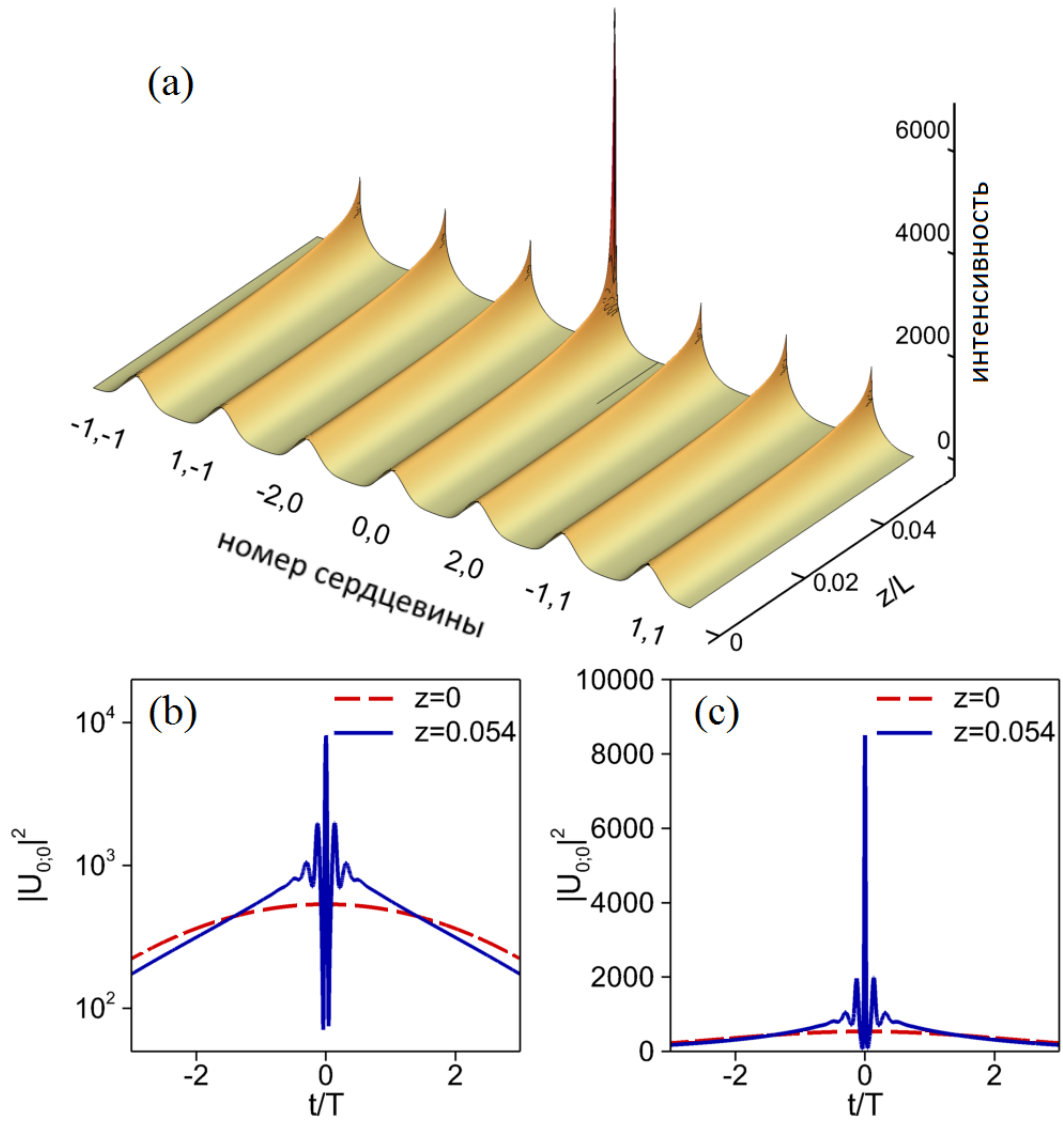 (a)
6000
4000
2000
0
интенсивность
0.04
0.02
0
z/L
-1,-1
1,-1
-2,0
0,0
2,0
-1,1
1,1
номер сердцевины
(b)
z=0
z=0.054
10⁴
10³
10²
|U₀;₀|²
-2
0
2
t/T
(c)
z=0
z=0.054
10000
8000
6000
4000
2000
0
|U₀;₀|²
-2
0
2
t/T